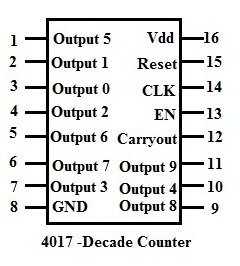 1 Output 5 Vdd 16
2 Output 1 Reset 15
3 Output 0 CLK 14
4 Output 2 EN 13
5 Output 6 Carryout 12
6 Output 7 Output 9 11
7 Output 3 Output 4 10
8 GND Output 8 9
4017 -Decade Counter